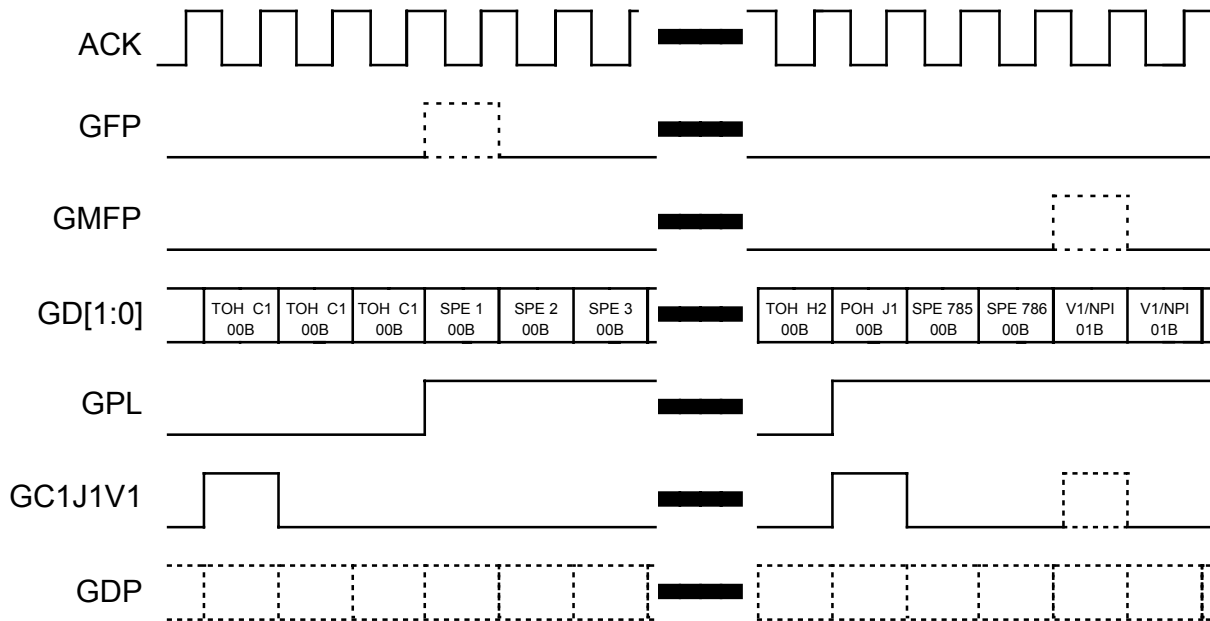 ACK
GFP
GMFP
GD[1:0]
TOH C1 TOH C1 TOH C1 SPE 1 SPE 2 SPE 3 TOH H2 POH J1 SPE 785 SPE 786 V1/NPI V1/NPI
00B 00B 00B 00B 00B 00B 00B 00B 00B 00B 01B 01B
GPL
GC1J1V1
GDP